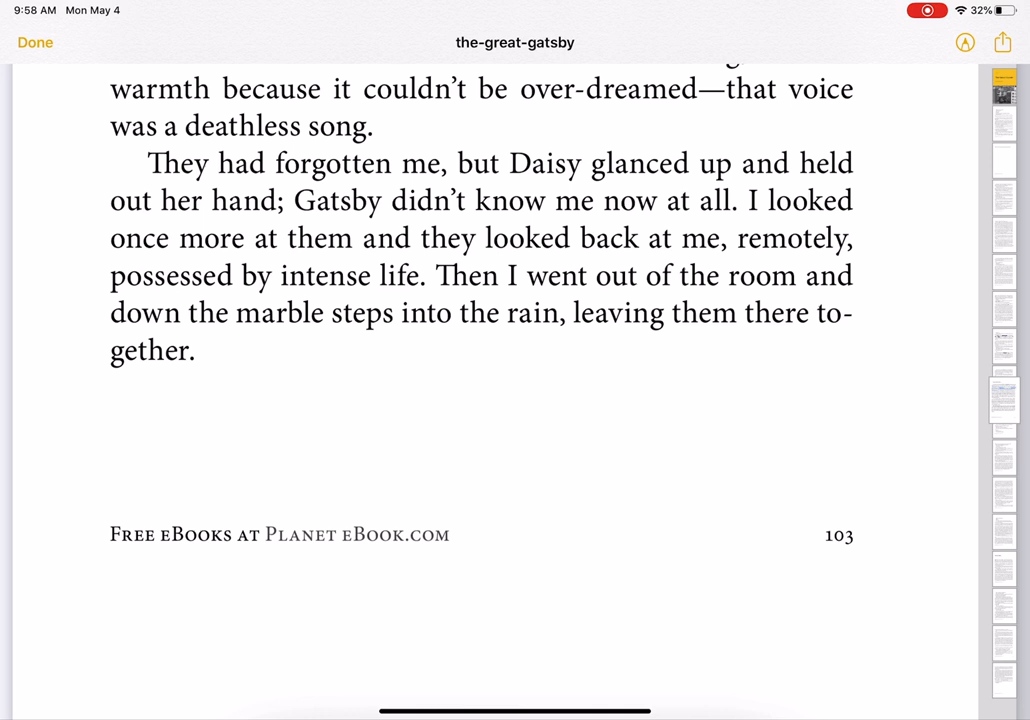 9:58 AM Mon May 4
32%
Done
the-great-gatsby
warmth because it couldn’t be over-dreamed—that voice
was a deathless song.
They had forgotten me, but Daisy glanced up and held
out her hand; Gatsby didn’t know me now at all. I looked
once more at them and they looked back at me, remotely,
possessed by intense life. Then I went out of the room and
down the marble steps into the rain, leaving them there to-
gether.
Free eBooks at Planet eBook.com
103